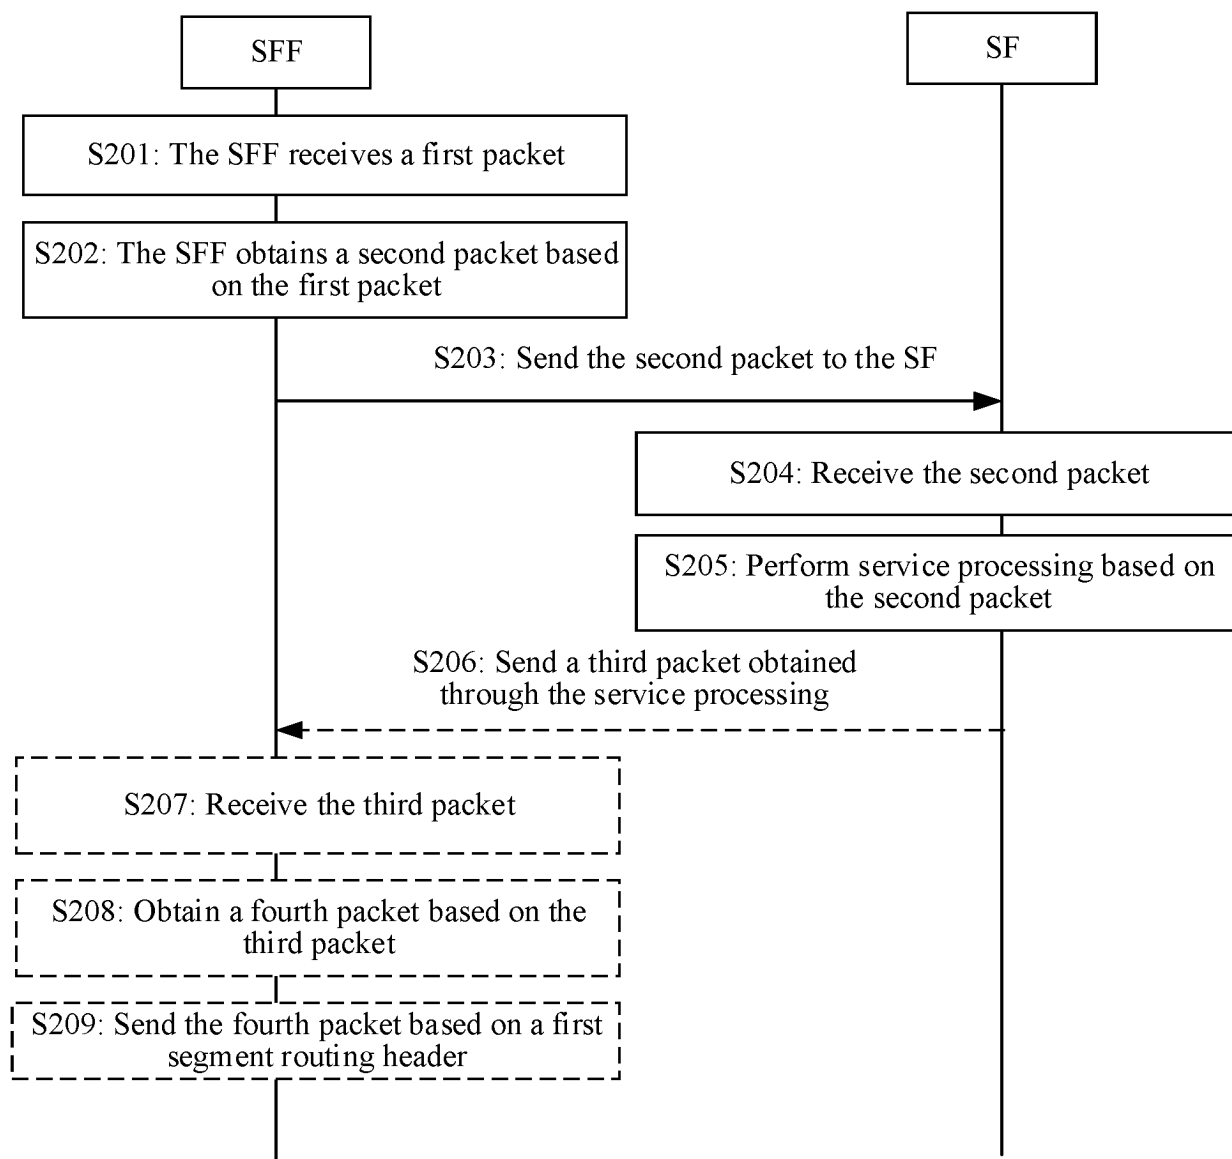 SFF
SF
S201: The SFF receives a first packet
S202: The SFF obtains a second packet based
on the first packet
S203: Send the second packet to the SF
S204: Receive the second packet
S205: Perform service processing based on
the second packet
S206: Send a third packet obtained
through the service processing
S207: Receive the third packet
S208: Obtain a fourth packet based on the
third packet
S209: Send the fourth packet based on a first
segment routing header